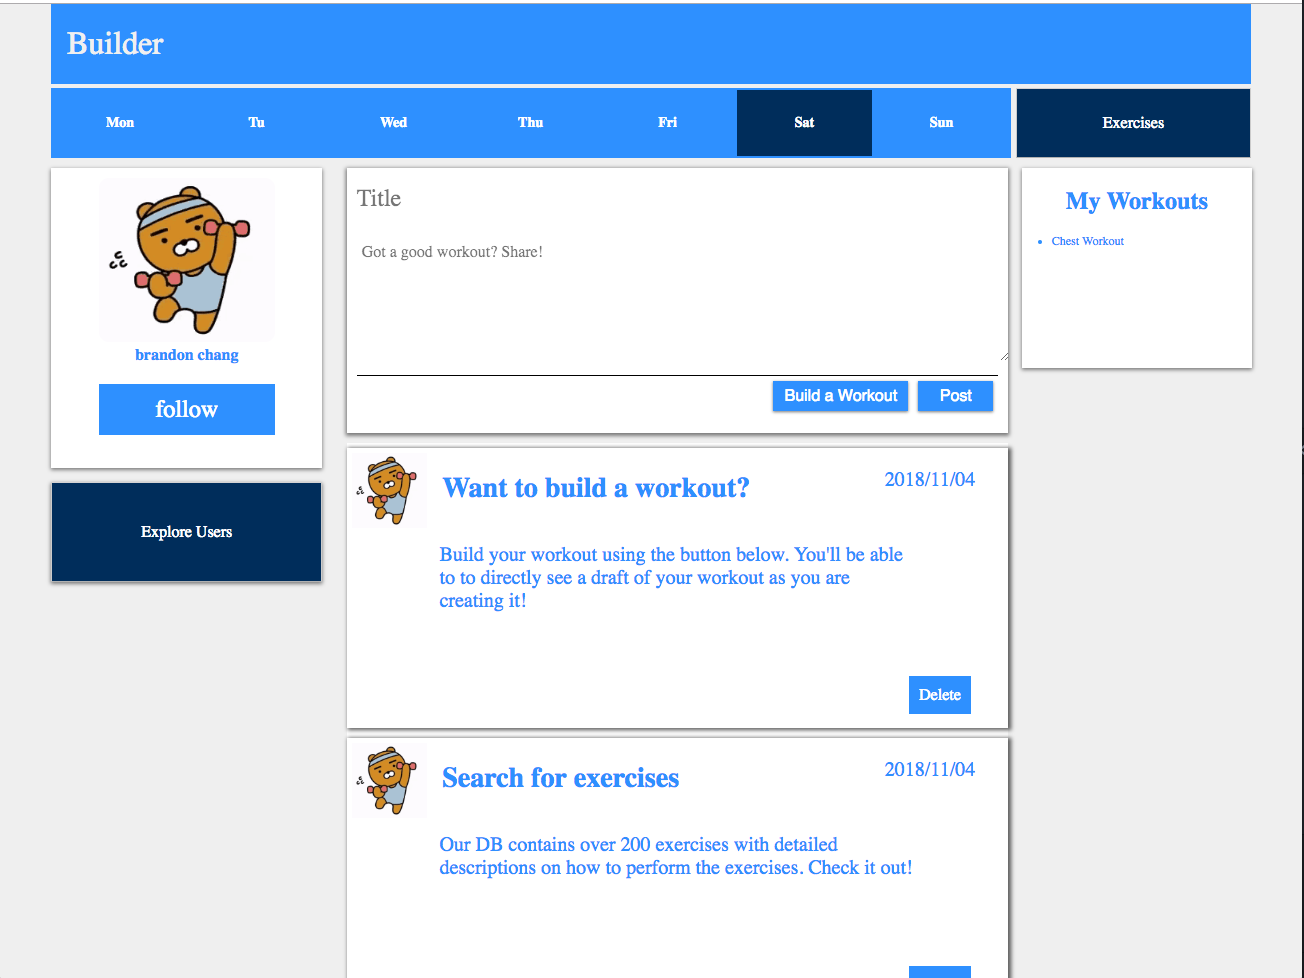 Builder
Mon Tu Wed Thu Fri Sat Sun Exercises
brandon chang
follow
Explore Users
Title
Got a good workout? Share!
Build a Workout Post
Want to build a workout? 2018/11/04
Build your workout using the button below. You'll be able
to to directly see a draft of your workout as you are
creating it!
Delete
Search for exercises 2018/11/04
Our DB contains over 200 exercises with detailed
descriptions on how to perform the exercises. Check it out!
My Workouts
Chest Workout